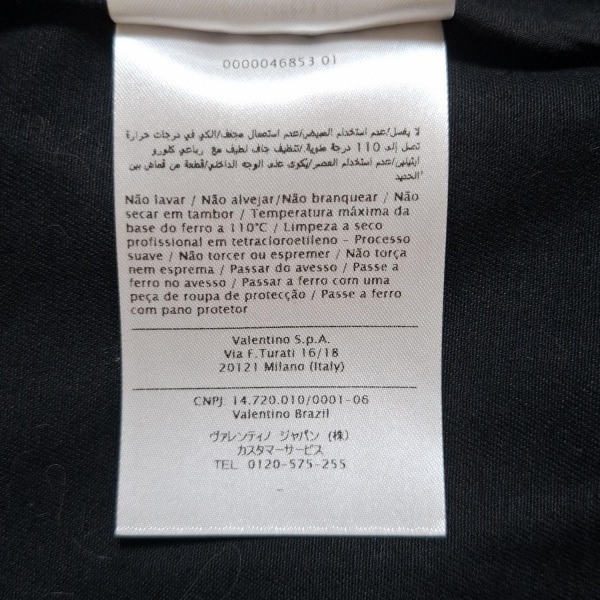 0000046853 01
لا يغسل/عدم استخدام المبيض/عدم استعمال مجفف/الكي في درجات حرارة
تصل إلى 110 درجة مئوية/تنظيف جاف لطيف مع رباعي كلورو
إيثيلين/عدم استخدام العصر/يكوى على الوجه الداخلي/قطعة من قماش بين
الحديد
Não lavar / Não alvejar/Não branquear / Não
secar em tambor / Temperatura máxima da
base do ferro a 110°C / Limpeza a seco
profissional em tetracloroetileno - Processo
suave / Não torcer ou espremer / Não torça
nem esprema / Passar do avesso / Passe a
ferro no avesso / Passar a ferro com uma
peça de roupa de protecção / Passe a ferro
com pano protetor
Valentino S.p.A.
Via F.Turati 16/18
20121 Milano (Italy)
CNPJ 14.720.010/0001-06
Valentino Brazil
ヴァレンティノ ジャパン (株)
カスタマーサービス
TEL 0120-575-255